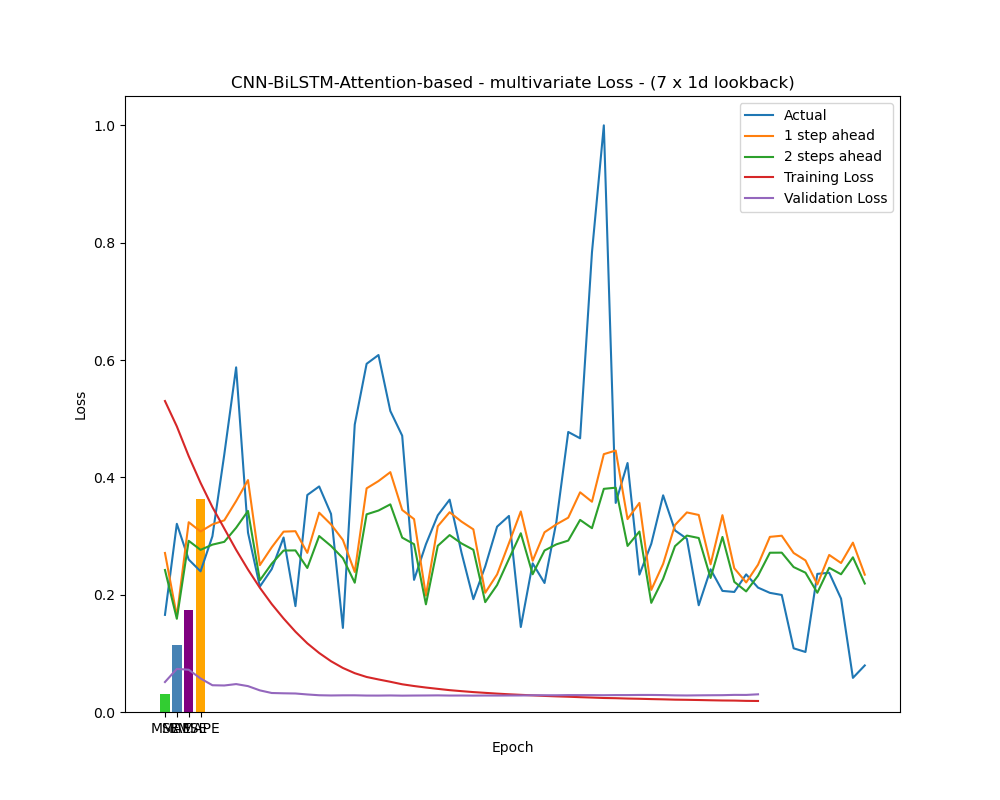 CNN-BiLSTM-Attention-based - multivariate Loss - (7 x 1d lookback)
Actual
1 step ahead
2 steps ahead
Training Loss
Validation Loss
1.0
0.8
0.6
0.4
0.2
0.0
Loss
Epoch